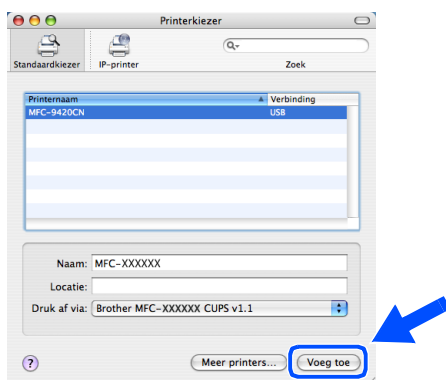 Printerkiezer
Standaardkiezer IP-printer Zoek
Printernaam Verbinding
MFC-9420CN USB
Naam: MFC-XXXXXX
Locatie:
Druk af via: Brother MFC-XXXXXX CUPS v1.1
? Meer printers... Voeg toe